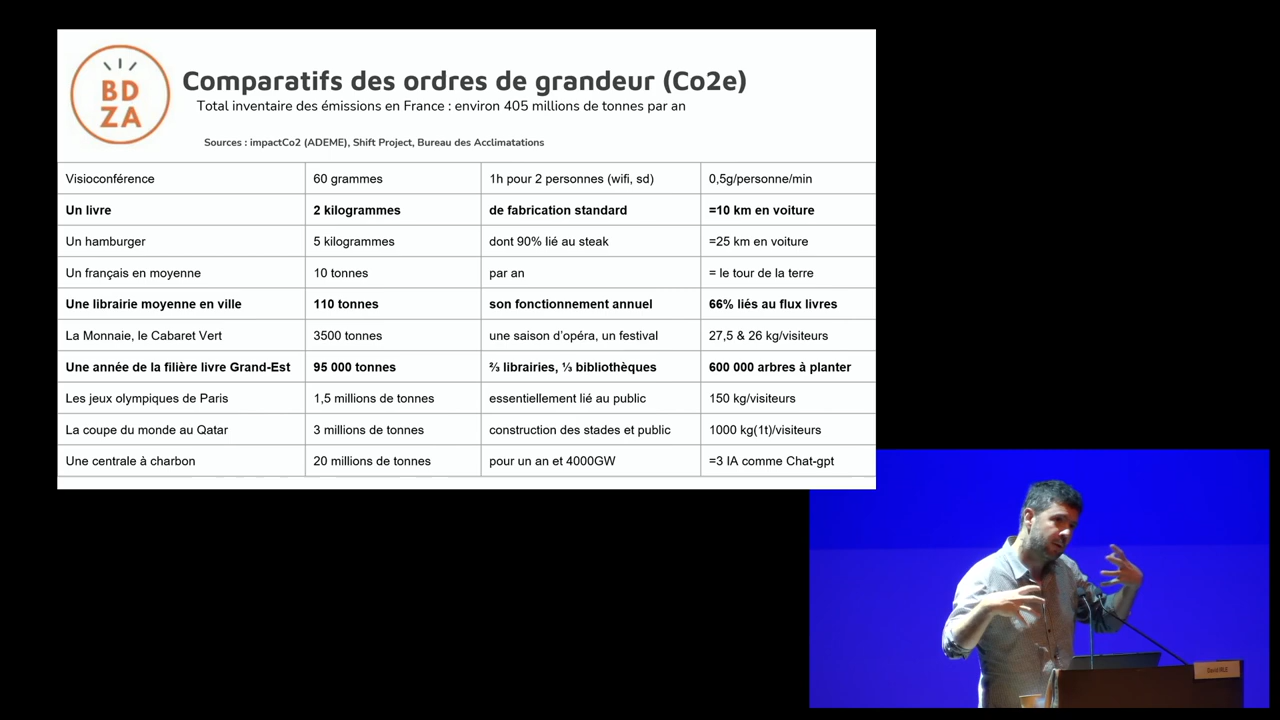 BD
ZA
Comparatifs des ordres de grandeur (Co2e)
Total inventaire des émissions en France : environ 405 millions de tonnes par an
Sources : impactCo2 (ADEME), Shift Project, Bureau des Acclimatations
Visioconférence 60 grammes 1h pour 2 personnes (wifi, sd) 0,5g/personne/min
Un livre 2 kilogrammes de fabrication standard =10 km en voiture
Un hamburger 5 kilogrammes dont 90% lié au steak =25 km en voiture
Un français en moyenne 10 tonnes par an = le tour de la terre
Une librairie moyenne en ville 110 tonnes son fonctionnement annuel 66% liés au flux livres
La Monnaie, le Cabaret Vert 3500 tonnes une saison d'opéra, un festival 27,5 & 26 kg/visiteurs
Une année de la filière livre Grand-Est 95 000 tonnes ⅔ librairies, ⅓ bibliothèques 600 000 arbres à planter
Les jeux olympiques de Paris 1,5 millions de tonnes essentiellement lié au public 150 kg/visiteurs
La coupe du monde au Qatar 3 millions de tonnes construction des stades et public 1000 kg(1t)/visiteurs
Une centrale à charbon 20 millions de tonnes pour un an et 4000GW =3 IA comme Chat-gpt
David